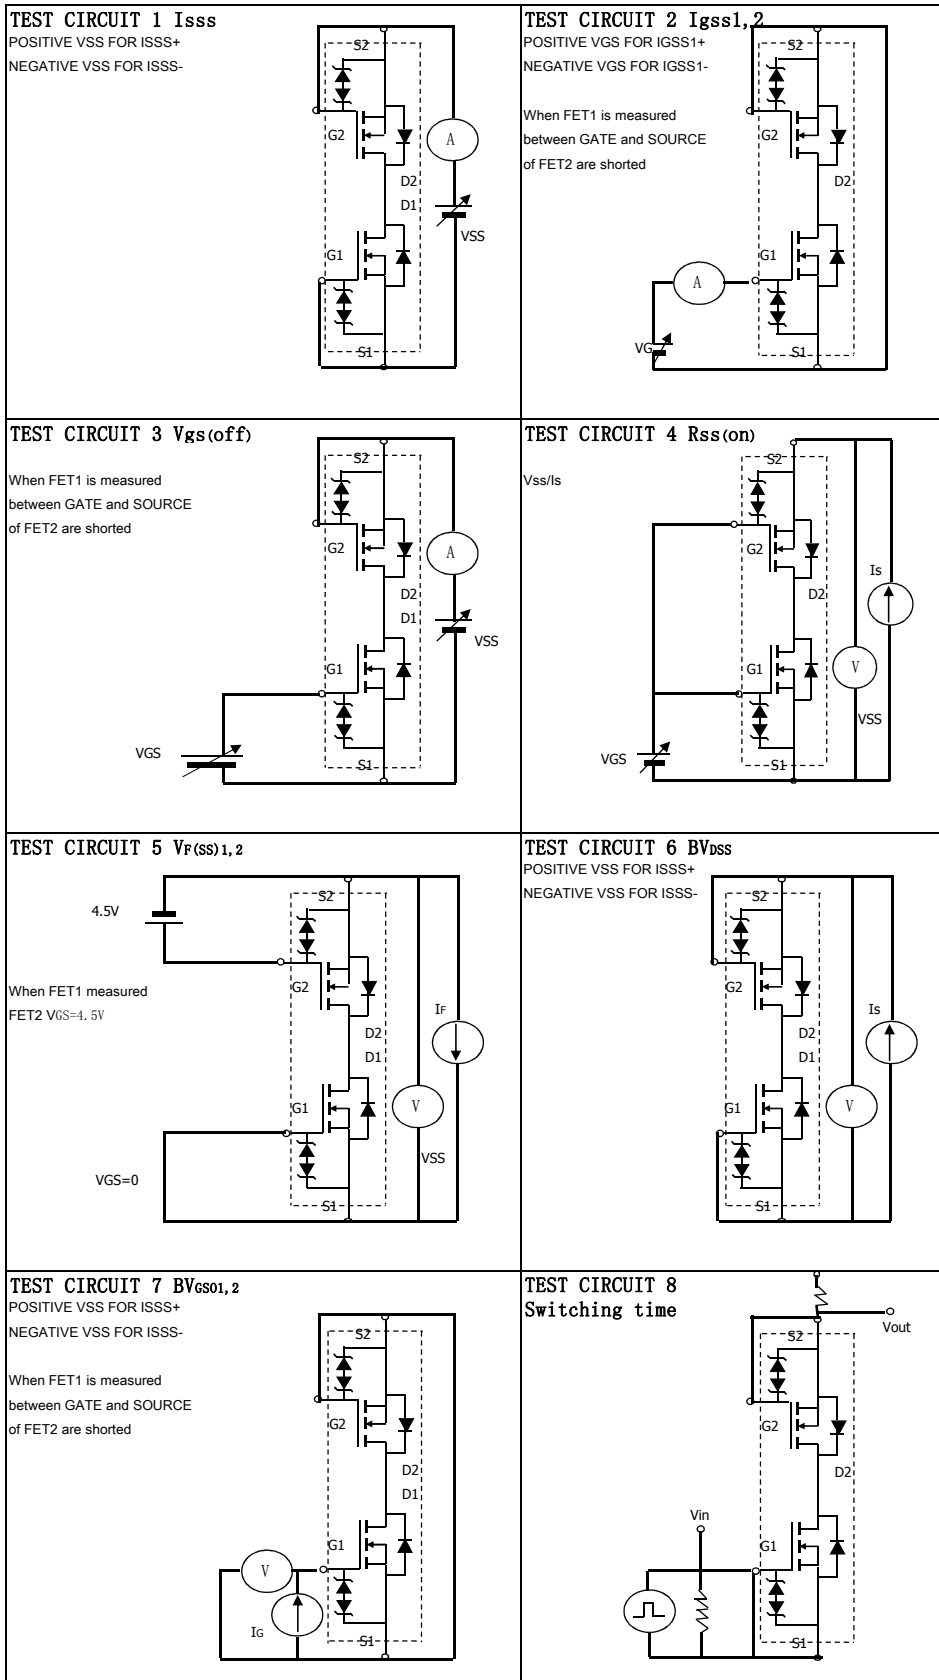 TEST CIRCUIT 1 Isss
POSITIVE VSS FOR ISSS+
NEGATIVE VSS FOR ISSS-
S2
G2
A
D2
D1
VSS
G1
S1
TEST CIRCUIT 2 Igss1,2
POSITIVE VGS FOR IGSS1+
NEGATIVE VGS FOR IGSS1-
When FET1 is measured
between GATE and SOURCE
of FET2 are shorted
S2
G2
D2
G1
A
VG
S1
TEST CIRCUIT 3 Vgs(off)
When FET1 is measured
between GATE and SOURCE
of FET2 are shorted
S2
G2
A
D2
D1
VSS
G1
VGS
S1
TEST CIRCUIT 4 Rss(on)
Vss/Is
S2
G2
Is
D2
G1
V
VSS
VGS
S1
TEST CIRCUIT 5 VF(SS)1,2
4.5V
When FET1 measured
FET2 VGS=4.5V
S2
G2
IF
D2
D1
G1
V
VSS
VGS=0
S1
TEST CIRCUIT 6 BVDSS
POSITIVE VSS FOR ISSS+
NEGATIVE VSS FOR ISSS-
S2
G2
Is
D2
D1
G1
V
VSS
S1
TEST CIRCUIT 7 BVGSO1,2
POSITIVE VSS FOR ISSS+
NEGATIVE VSS FOR ISSS-
When FET1 is measured
between GATE and SOURCE
of FET2 are shorted
S2
G2
D2
D1
G1
V
IG
S1
TEST CIRCUIT 8
Switching time
Vout
S2
G2
D2
Vin
G1
S1